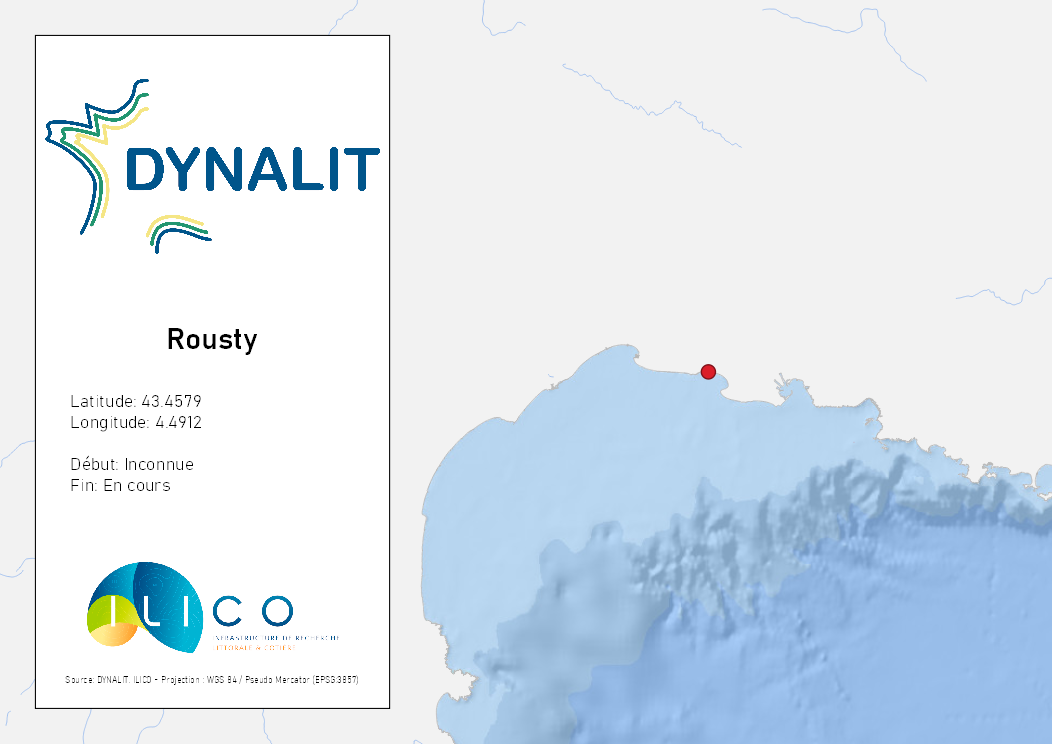 DYNALIT
Rousty
Latitude: 43.4579
Longitude: 4.4912
Début: Inconnue
Fin: En cours
ILICO
INFRASTRUCTURE DE RECHERCHE
LITTORALE & COTIERE
Source: DYNALIT, ILICO - Projection : WGS 84 / Pseudo Mercator (EPSG:3857)